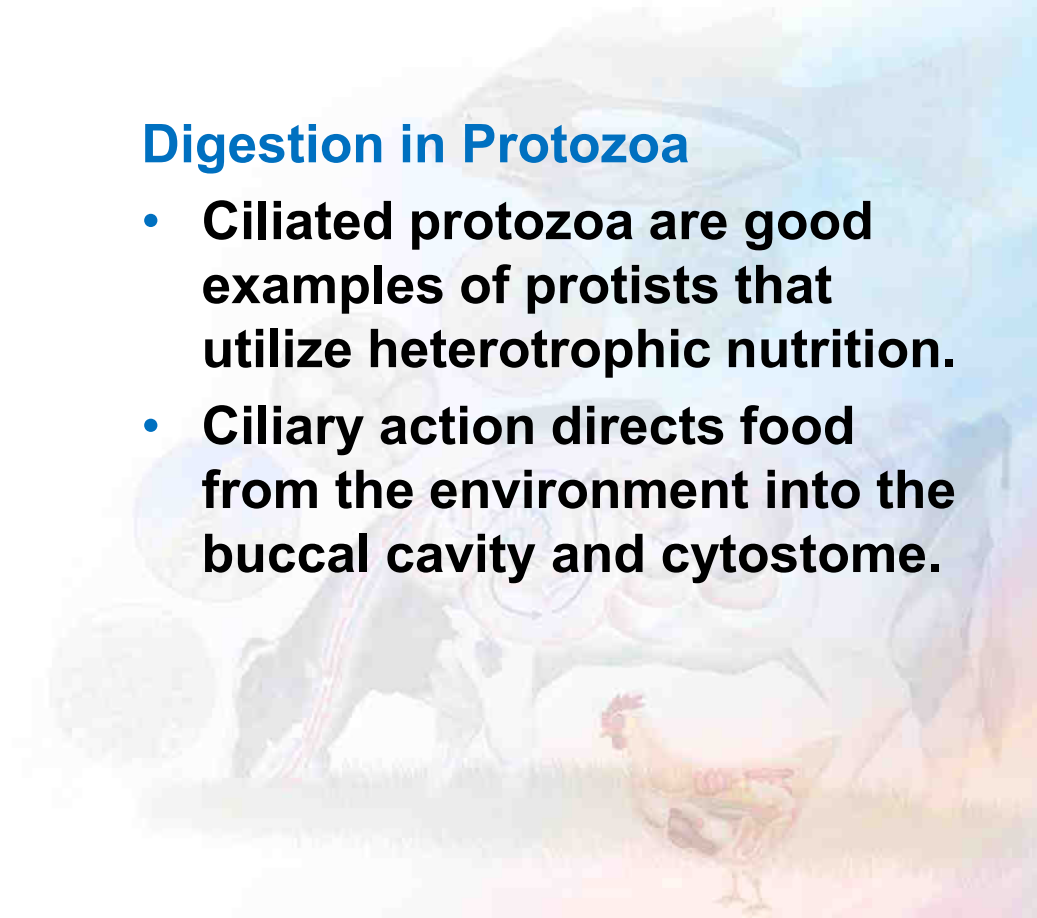 Digestion in Protozoa
• Ciliated protozoa are good
examples of protists that
utilize heterotrophic nutrition.
• Ciliary action directs food
from the environment into the
buccal cavity and cytostome.